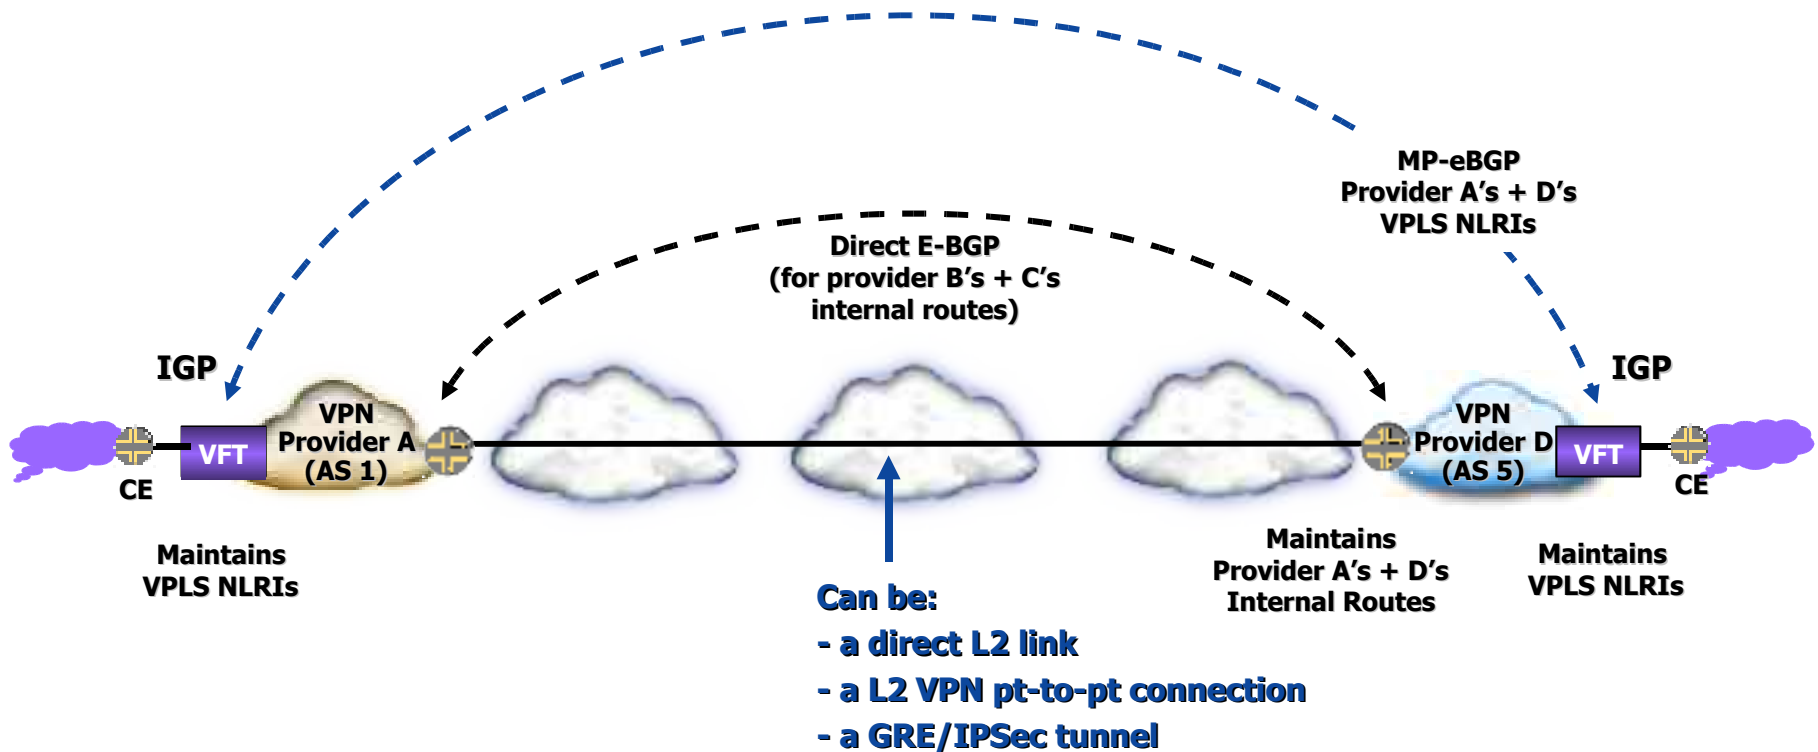 MP-eBGP
Provider A's + D's
VPLS NLRIs
Direct E-BGP
(for provider B's + C's
internal routes)
IGP
IGP
VPN
Provider A
(AS 1)
VFT
CE
VPN
Provider D
(AS 5)
VFT
CE
Maintains
VPLS NLRIs
Maintains
Provider A's + D's
Internal Routes
Maintains
VPLS NLRIs
Can be:
- a direct L2 link
- a L2 VPN pt-to-pt connection
- a GRE/IPSec tunnel